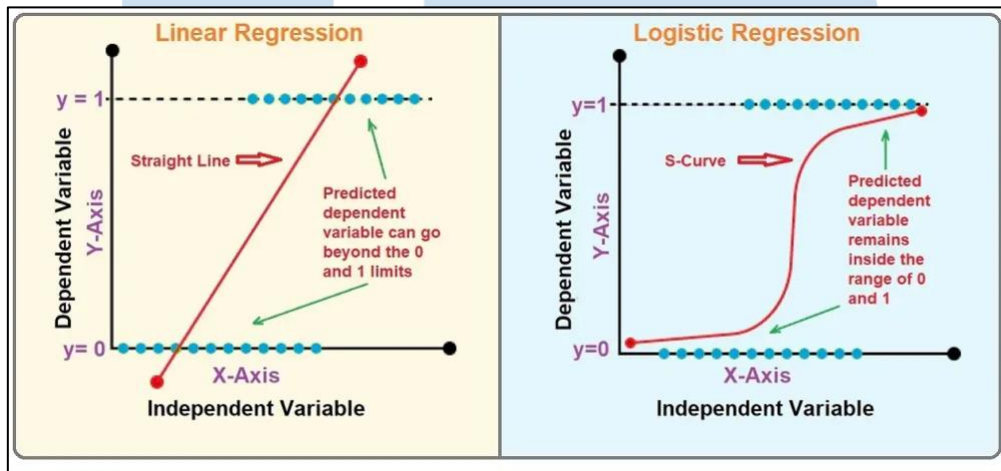 Linear Regression
y = 1
Straight Line
Predicted
dependent
variable can go
beyond the 0
and 1 limits
Dependent Variable
Y-Axis
y= 0
X-Axis
Independent Variable
Logistic Regression
y=1
S-Curve
Predicted
dependent
variable
remains
inside the
range of 0
and 1
Dependent Variable
Y-Axis
y=0
X-Axis
Independent Variable